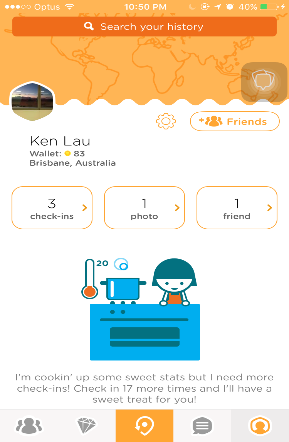 Optus 10:50 PM 40%
Search your history
+ Friends
Ken Lau
Wallet: 83
Brisbane, Australia
3 1 1
check-ins photo friend
20
I'm cookin' up some sweet stats but I need more
check-ins! Check in 17 more times and I'll have a
sweet treat for you!